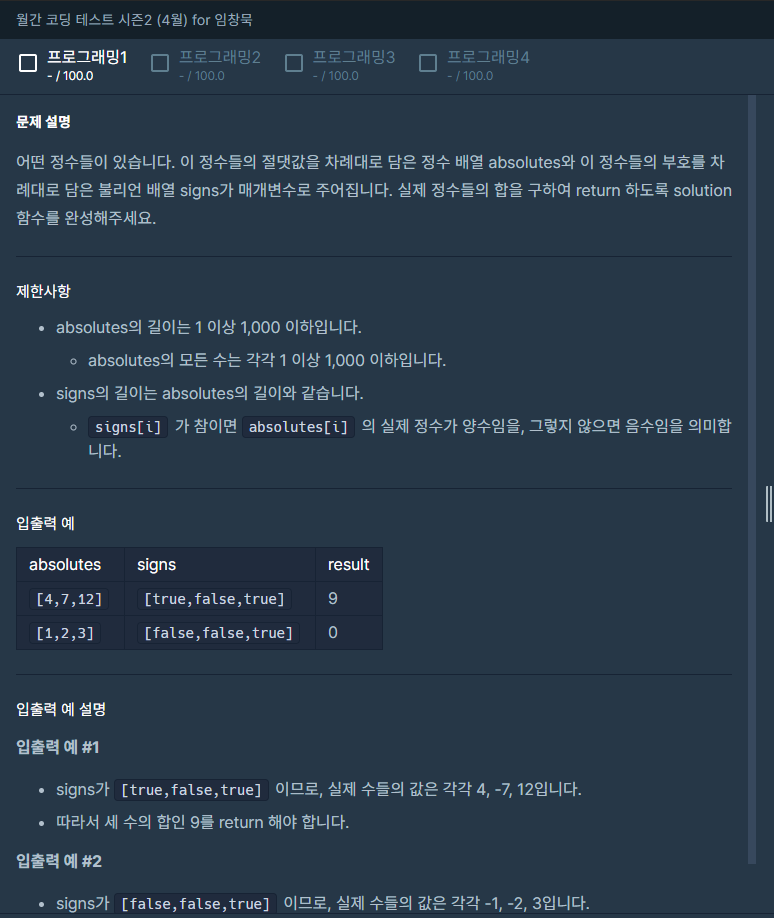 월간 코딩 테스트 시즌2 (4월) for 임창묵
프로그래밍1 프로그래밍2 프로그래밍3 프로그래밍4
- / 100.0 - / 100.0 - / 100.0 - / 100.0
문제 설명
어떤 정수들이 있습니다. 이 정수들의 절댓값을 차례대로 담은 정수 배열 absolutes와 이 정수들의 부호를 차
례대로 담은 불리언 배열 signs가 매개변수로 주어집니다. 실제 정수들의 합을 구하여 return 하도록 solution
함수를 완성해주세요.
제한사항
absolutes의 길이는 1 이상 1,000 이하입니다.
absolutes의 모든 수는 각각 1 이상 1,000 이하입니다.
signs의 길이는 absolutes의 길이와 같습니다.
signs[i] 가 참이면 absolutes[i] 의 실제 정수가 양수임을, 그렇지 않으면 음수임을 의미합
니다.
입출력 예
absolutes signs result
[4,7,12] [true,false,true] 9
[1,2,3] [false,false,true] 0
입출력 예 설명
입출력 예 #1
signs가 [true,false,true] 이므로, 실제 수들의 값은 각각 4, -7, 12입니다.
따라서 세 수의 합인 9를 return 해야 합니다.
입출력 예 #2
signs가 [false,false,true] 이므로, 실제 수들의 값은 각각 -1, -2, 3입니다.